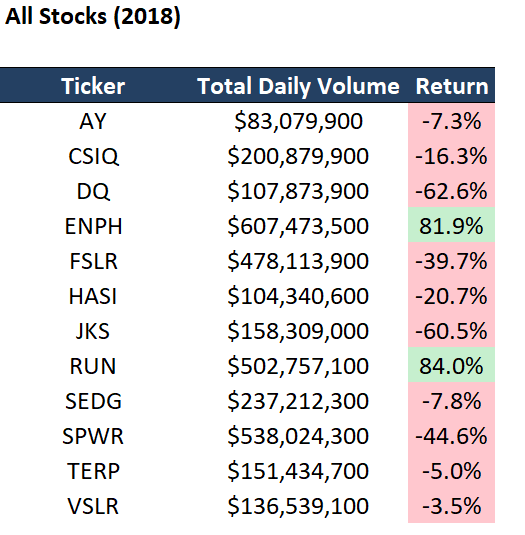 All Stocks (2018)
Ticker Total Daily Volume Return
AY $83,079,900 -7.3%
CSIQ $200,879,900 -16.3%
DQ $107,873,900 -62.6%
ENPH $607,473,500 81.9%
FSLR $478,113,900 -39.7%
HASI $104,340,600 -20.7%
JKS $158,309,000 -60.5%
RUN $502,757,100 84.0%
SEDG $237,212,300 -7.8%
SPWR $538,024,300 -44.6%
TERP $151,434,700 -5.0%
VSLR $136,539,100 -3.5%